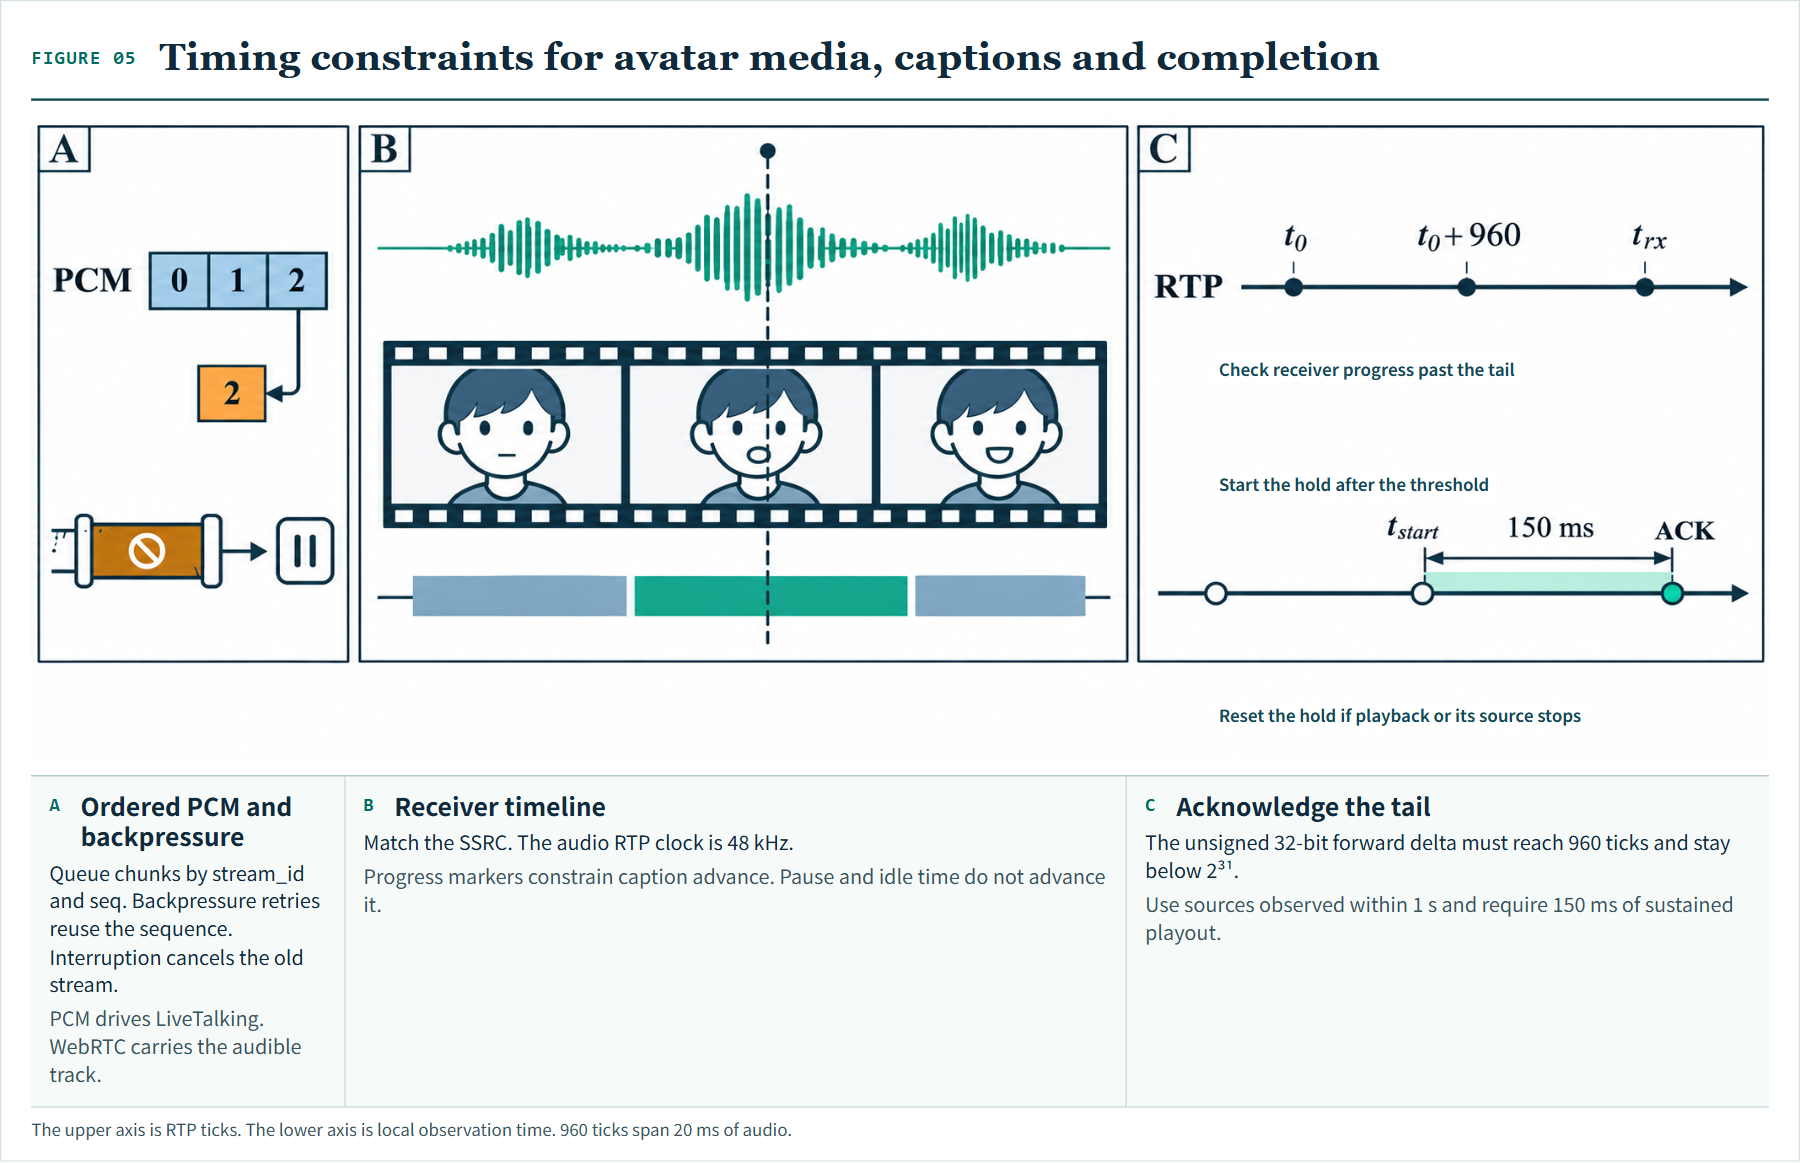 FIGURE 05 Timing constraints for avatar media, captions and completion
A
PCM 0 1 2
2
B
C
t0 t0+960 trx
RTP
Check receiver progress past the tail
Start the hold after the threshold
tstart 150 ms ACK
Reset the hold if playback or its source stops
A Ordered PCM and
backpressure
Queue chunks by stream_id
and seq. Backpressure retries
reuse the sequence.
Interruption cancels the old
stream.
PCM drives LiveTalking.
WebRTC carries the audible
track.
B Receiver timeline
Match the SSRC. The audio RTP clock is 48 kHz.
Progress markers constrain caption advance. Pause and idle time do not advance
it.
C Acknowledge the tail
The unsigned 32-bit forward delta must reach 960 ticks and stay
below 2³¹.
Use sources observed within 1 s and require 150 ms of sustained
playout.
The upper axis is RTP ticks. The lower axis is local observation time. 960 ticks span 20 ms of audio.